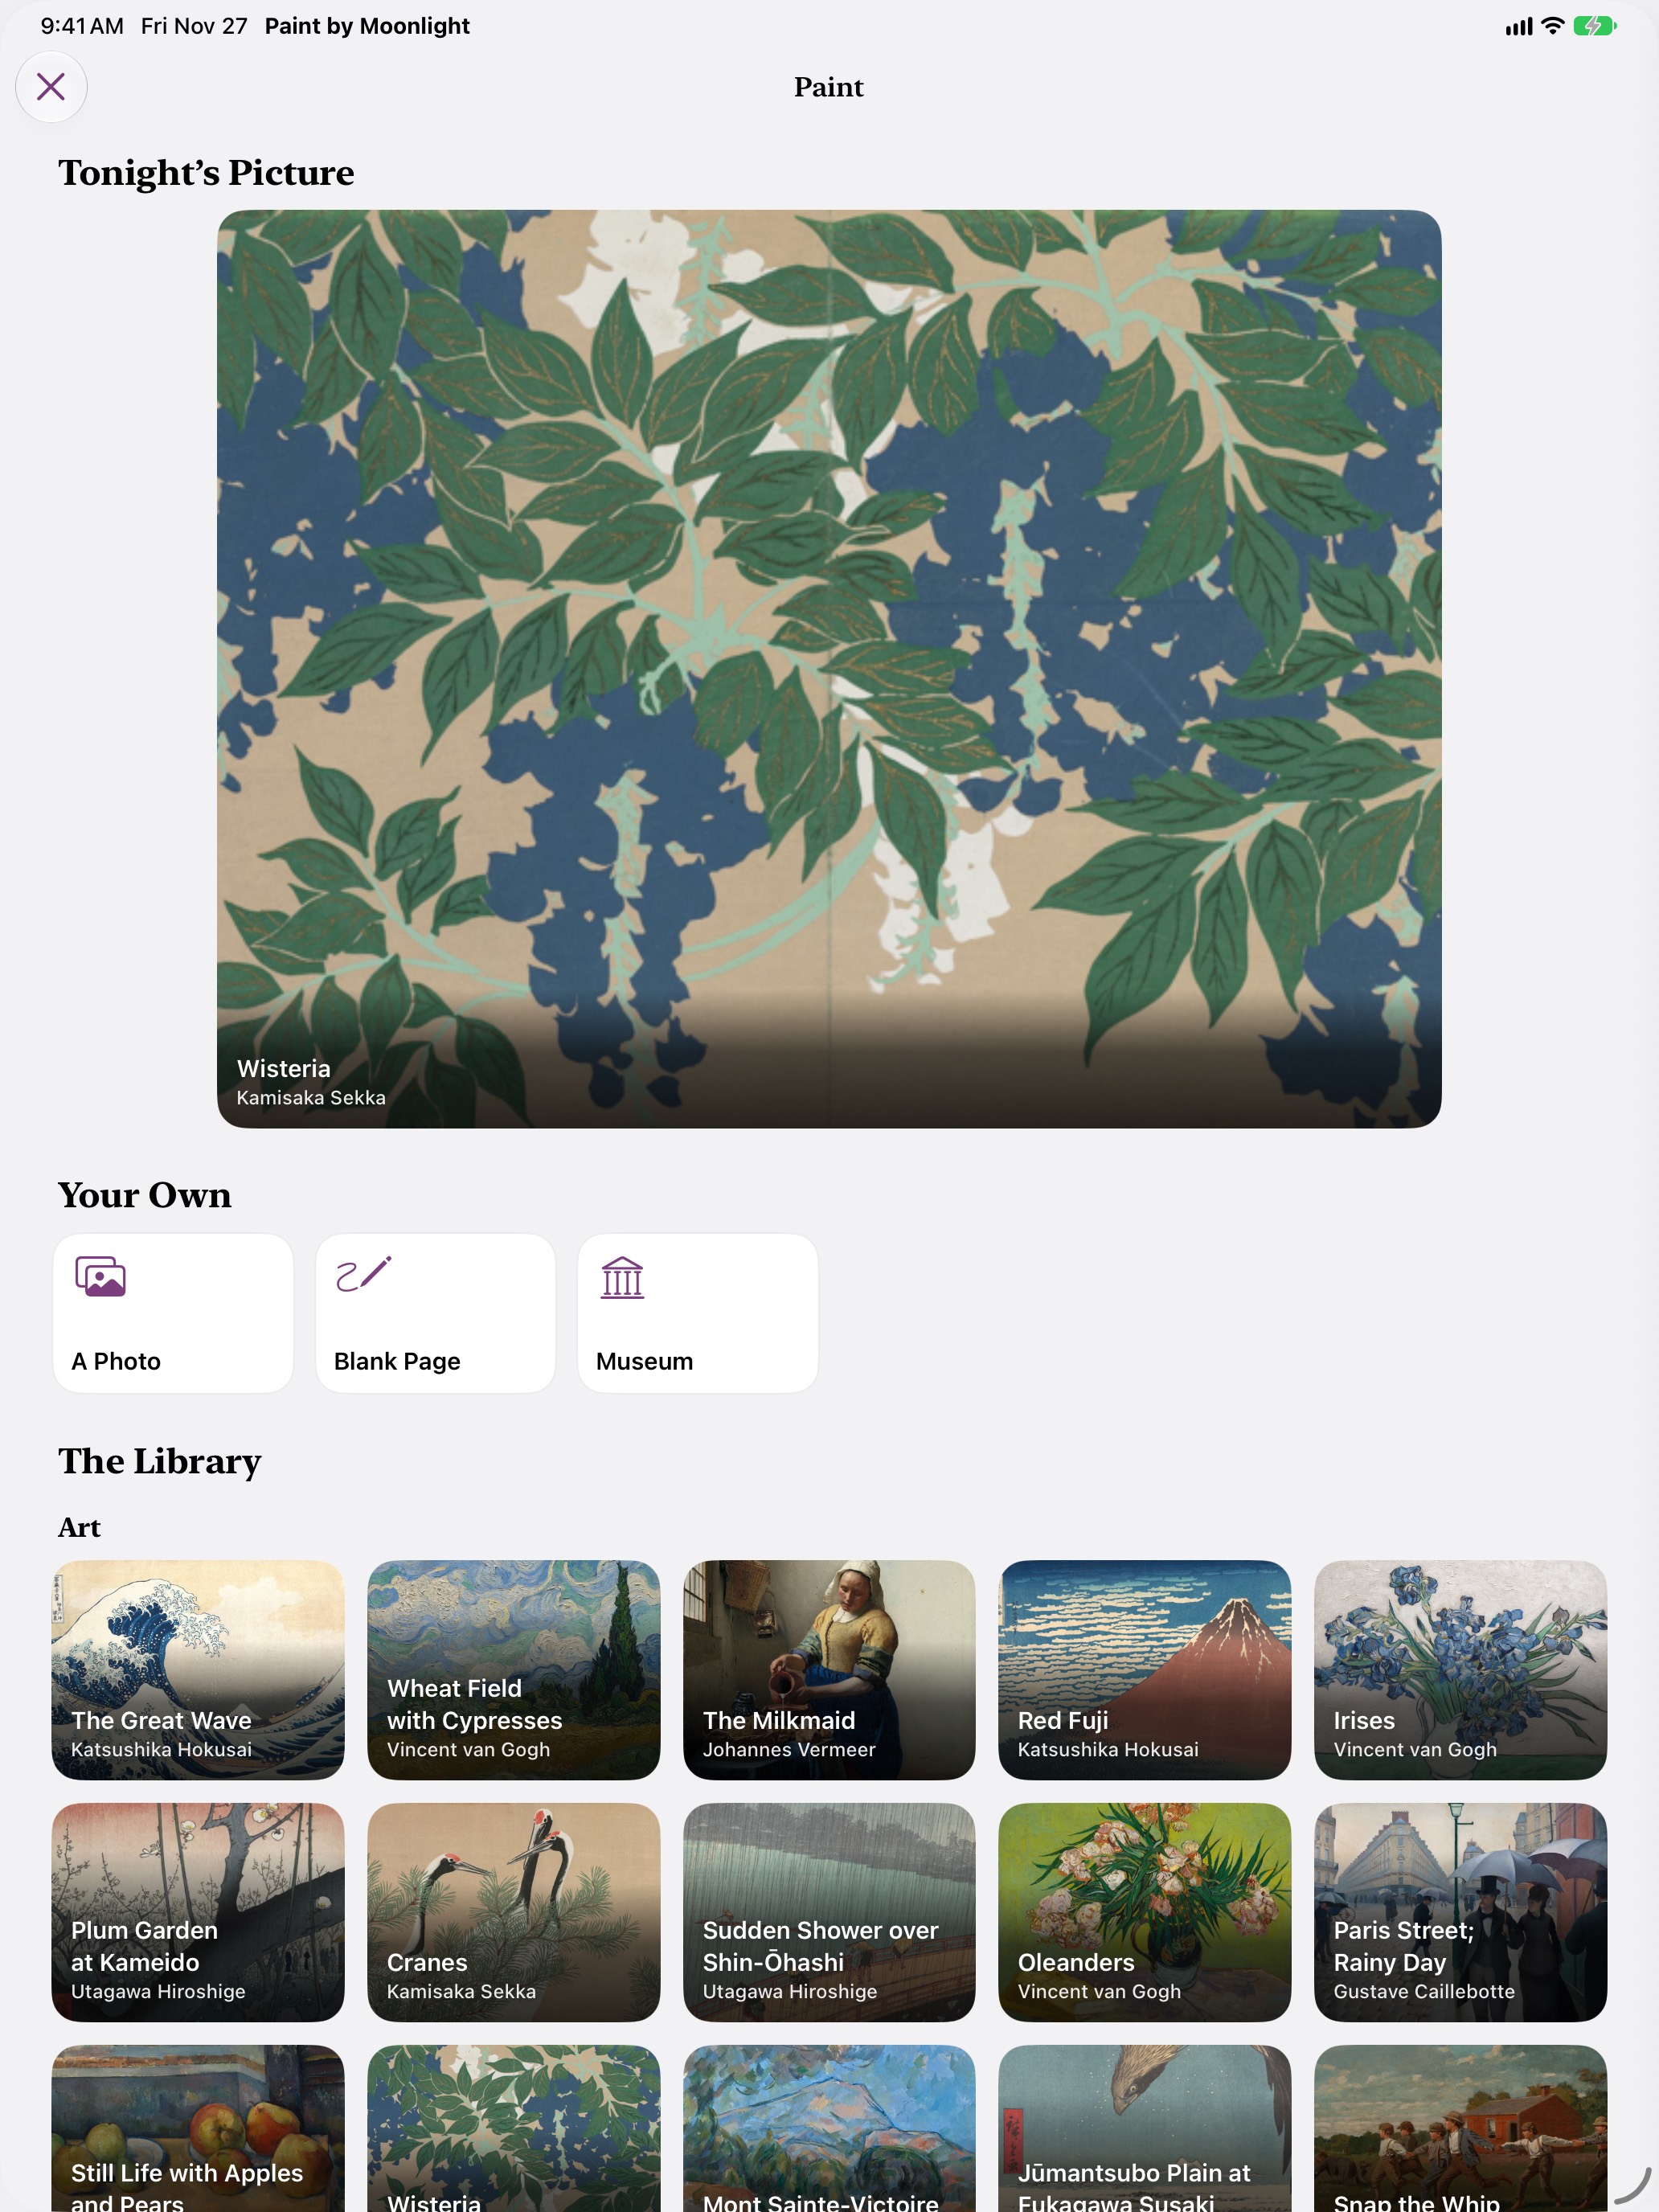 9:41 AM Fri Nov 27 Paint by Moonlight
Paint
Tonight’s Picture
Wisteria
Kamisaka Sekka
Your Own
A Photo
Blank Page
Museum
The Library
Art
The Great Wave
Katsushika Hokusai
Wheat Field
with Cypresses
Vincent van Gogh
The Milkmaid
Johannes Vermeer
Red Fuji
Katsushika Hokusai
Irises
Vincent van Gogh
Plum Garden
at Kameido
Utagawa Hiroshige
Cranes
Kamisaka Sekka
Sudden Shower over
Shin-Ōhashi
Utagawa Hiroshige
Oleanders
Vincent van Gogh
Paris Street;
Rainy Day
Gustave Caillebotte
Still Life with Apples
and Pears
Wisteria
Mont Sainte-Victoire
Jūmantsubo Plain at
Fukagawa Susaki
Snap the Whip